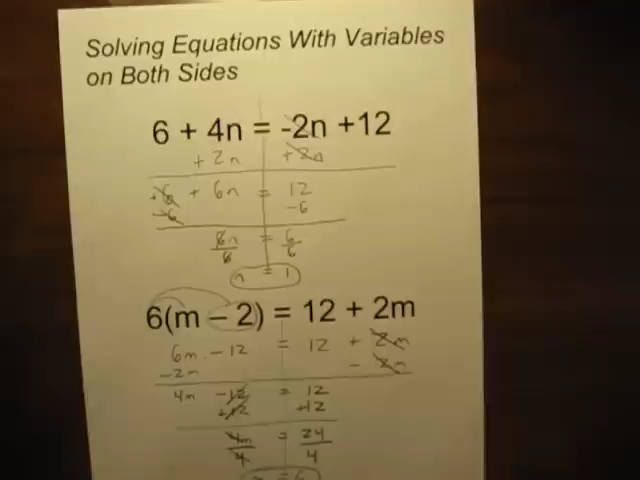 Solving Equations With Variables
on Both Sides
6 + 4n = -2n +12
+ 2n + 2n
+6 + 6n = 12
-6 -6
6n/6 = 6/6
n = 1
6(m – 2) = 12 + 2m
6m - 12 = 12 + 2m
-2m - 2m
4m -12 = 12
+12 +12
4m/4 = 24/4
= 6